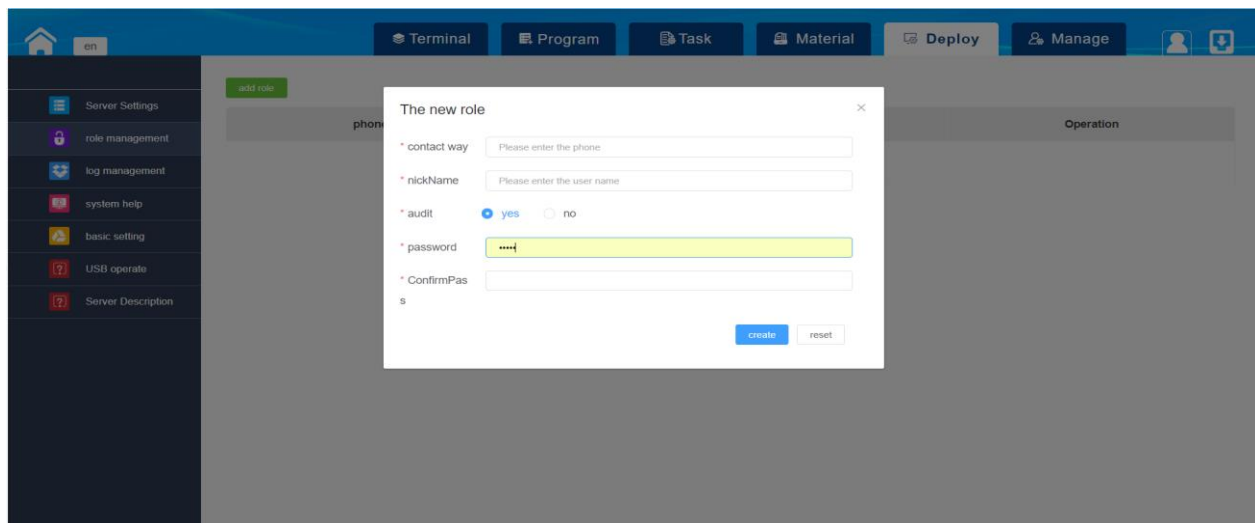 en
Terminal
Program
Task
Material
Deploy
Manage
Server Settings
role management
log management
system help
basic setting
USB operate
Server Description
add role
phone
Operation
The new role
* contact way
Please enter the phone
* nickName
Please enter the user name
* audit
yes
no
* password
•••••
* ConfirmPas
s
create
reset